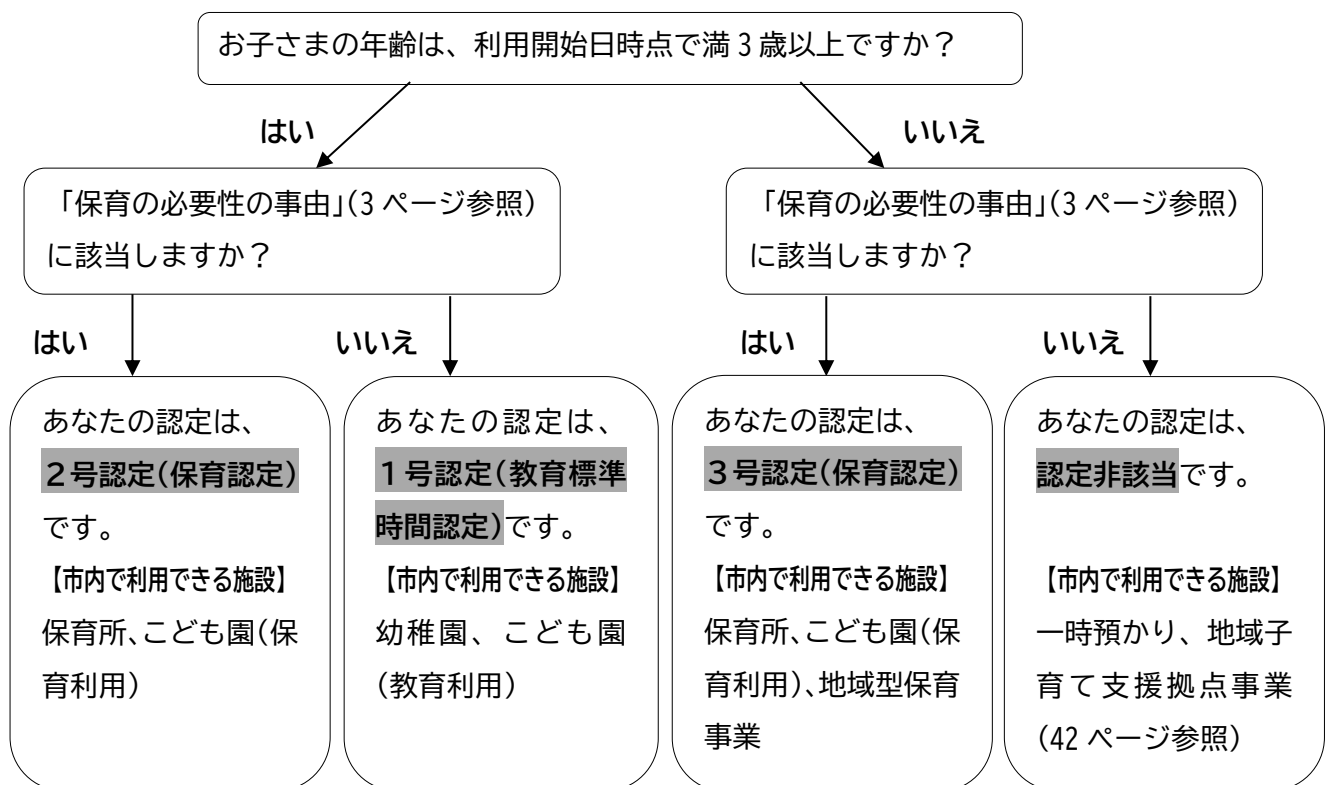 お子さまの年齢は、利用開始日時点で満3歳以上ですか？
はい
いいえ
「保育の必要性の事由」(3ページ参照)
に該当しますか？
「保育の必要性の事由」(3ページ参照)
に該当しますか？
はい
いいえ
はい
いいえ
あなたの認定は、
２号認定(保育認定)
です。
【市内で利用できる施設】
保育所、こども園(保
育利用)
あなたの認定は、
１号認定(教育標準
時間認定)です。
【市内で利用できる施設】
幼稚園、こども園
(教育利用)
あなたの認定は、
３号認定(保育認定)
です。
【市内で利用できる施設】
保育所、こども園(保
育利用)、地域型保育
事業
あなたの認定は、
認定非該当です。
【市内で利用できる施設】
一時預かり、地域子
育て支援拠点事業
(42ページ参照)